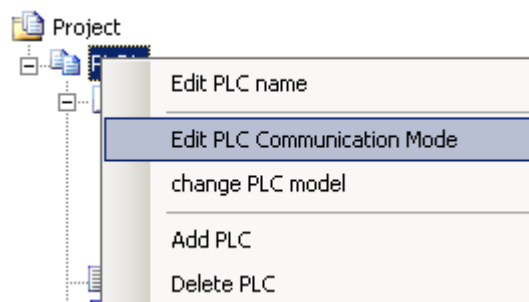 Project
Edit PLC name
Edit PLC Communication Mode
change PLC model
Add PLC
Delete PLC